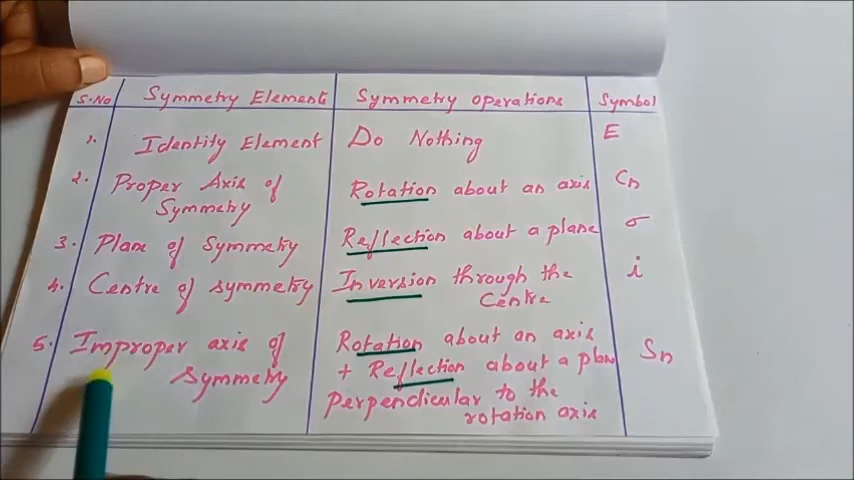 S.No Symmetry Element Symmetry operations Symbol
1. Identity Element Do Nothing E
2. Proper Axis of Rotation about an axis Cn
Symmetry
3. Plane of Symmetry Reflection about a plane σ
4. Centre of symmetry Inversion through the i
Centre
5. Improper axis of Rotation about an axis Sn
symmetry + Reflection about a plane
perpendicular to the
rotation axis